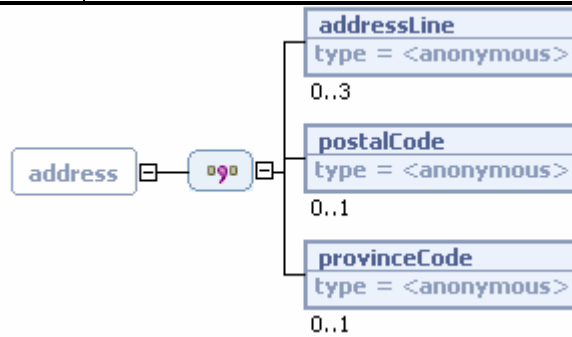 addressLine
type = <anonymous>
0..3
address
postalCode
type = <anonymous>
0..1
provinceCode
type = <anonymous>
0..1